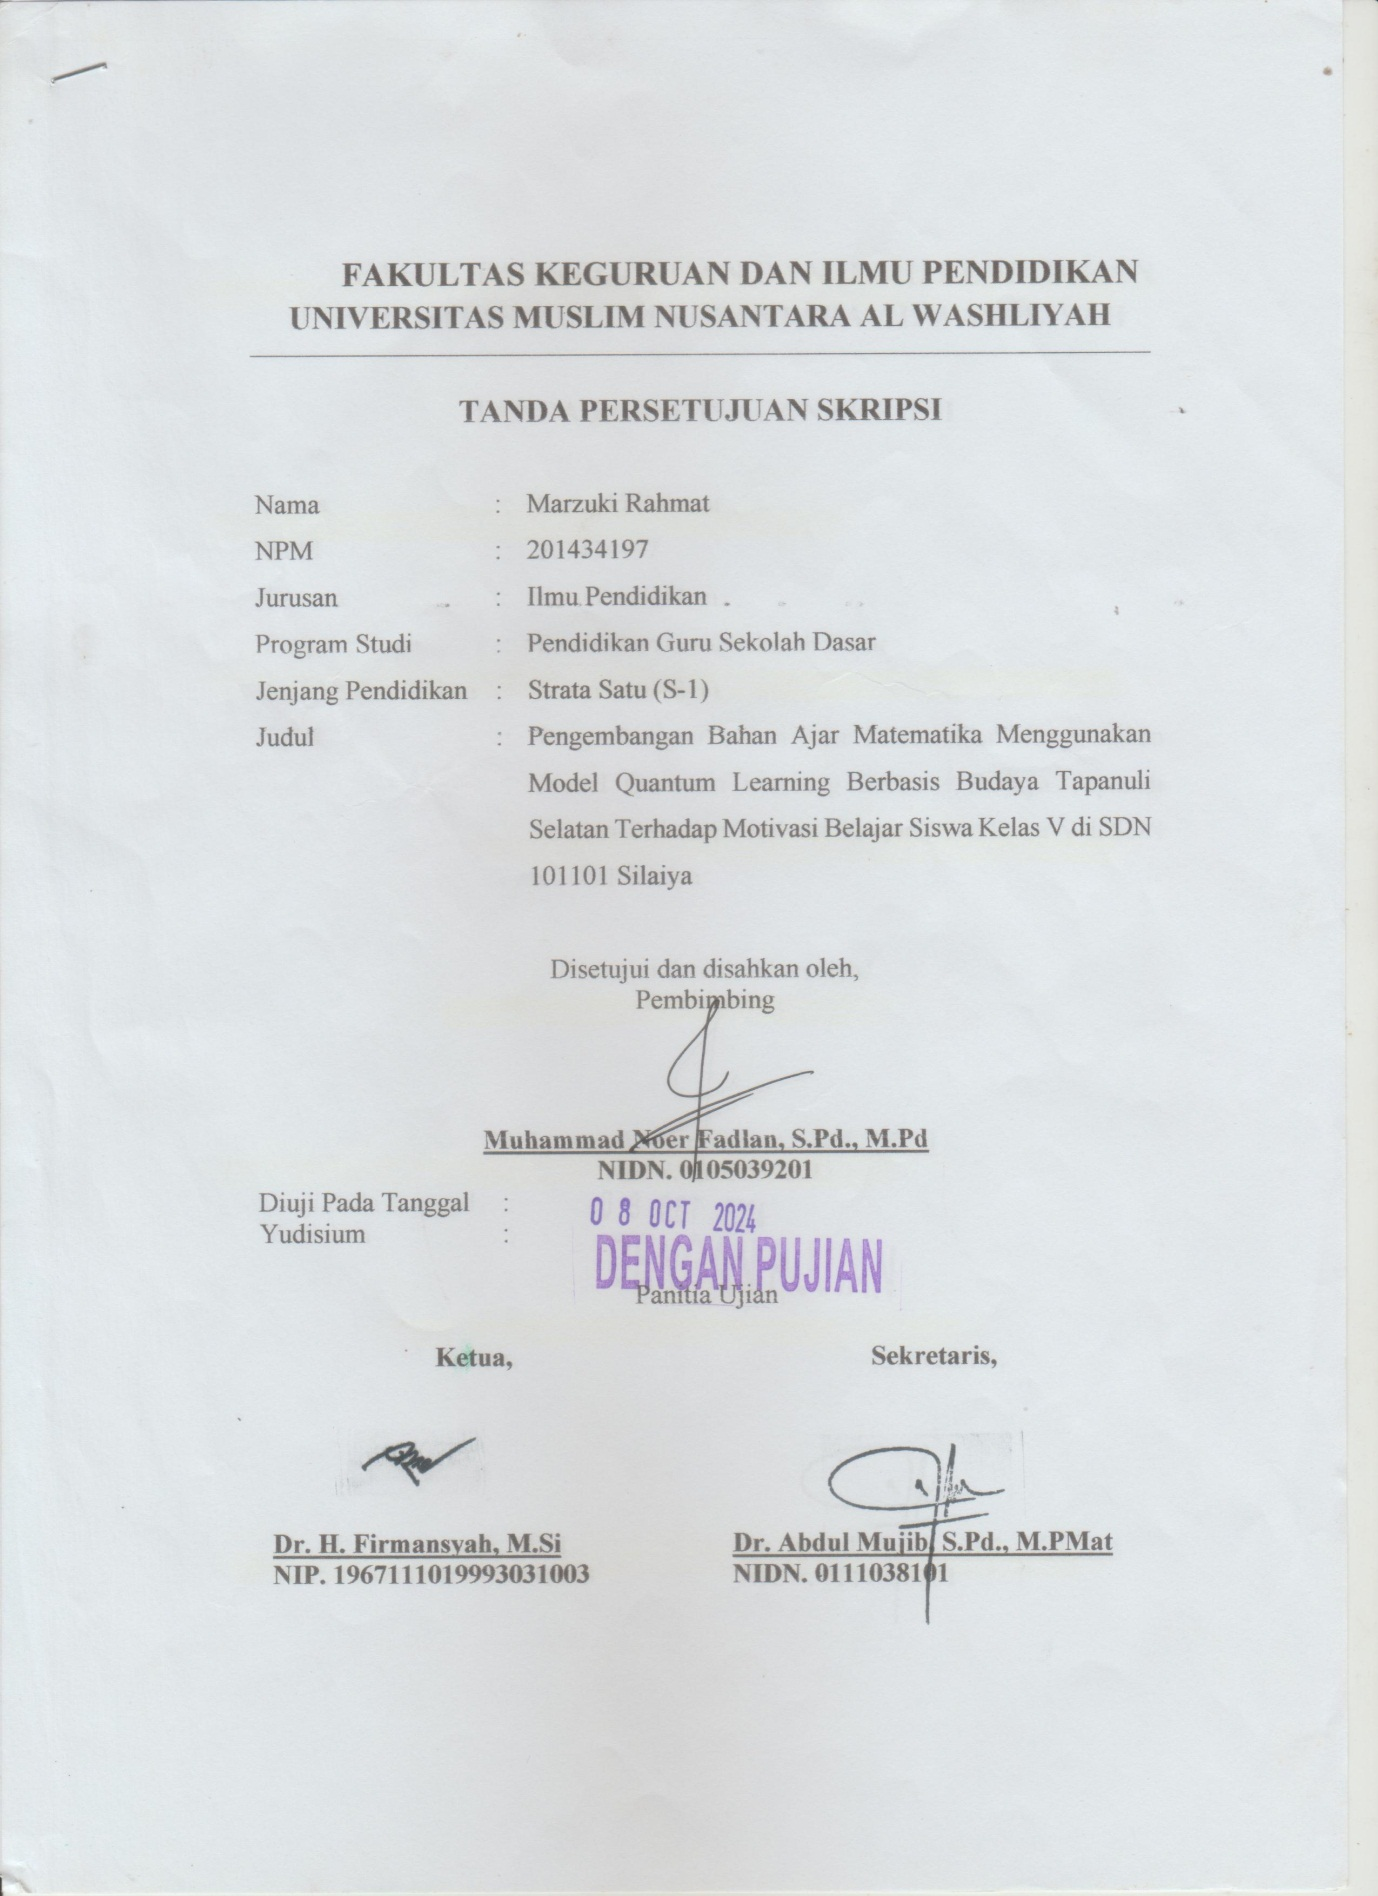 FAKULTAS KEGURUAN DAN ILMU PENDIDIKAN
UNIVERSITAS MUSLIM NUSANTARA AL WASHLIYAH
TANDA PERSETUJUAN SKRIPSI
Nama : Marzuki Rahmat
NPM : 201434197
Jurusan : Ilmu Pendidikan
Program Studi : Pendidikan Guru Sekolah Dasar
Jenjang Pendidikan : Strata Satu (S-1)
Judul : Pengembangan Bahan Ajar Matematika Menggunakan
Model Quantum Learning Berbasis Budaya Tapanuli
Selatan Terhadap Motivasi Belajar Siswa Kelas V di SDN
101101 Silaiya
Disetujui dan disahkan oleh,
Pembimbing
Muhammad Noer Fadlan, S.Pd., M.Pd
NIDN. 0105039201
Diuji Pada Tanggal : 08 OCT 2024
Yudisium : DENGAN PUJIAN
Panitia Ujian
Ketua, Sekretaris,
Dr. H. Firmansyah, M.Si Dr. Abdul Mujib, S.Pd., M.PMat
NIP. 1967111019993031003 NIDN. 0111038101